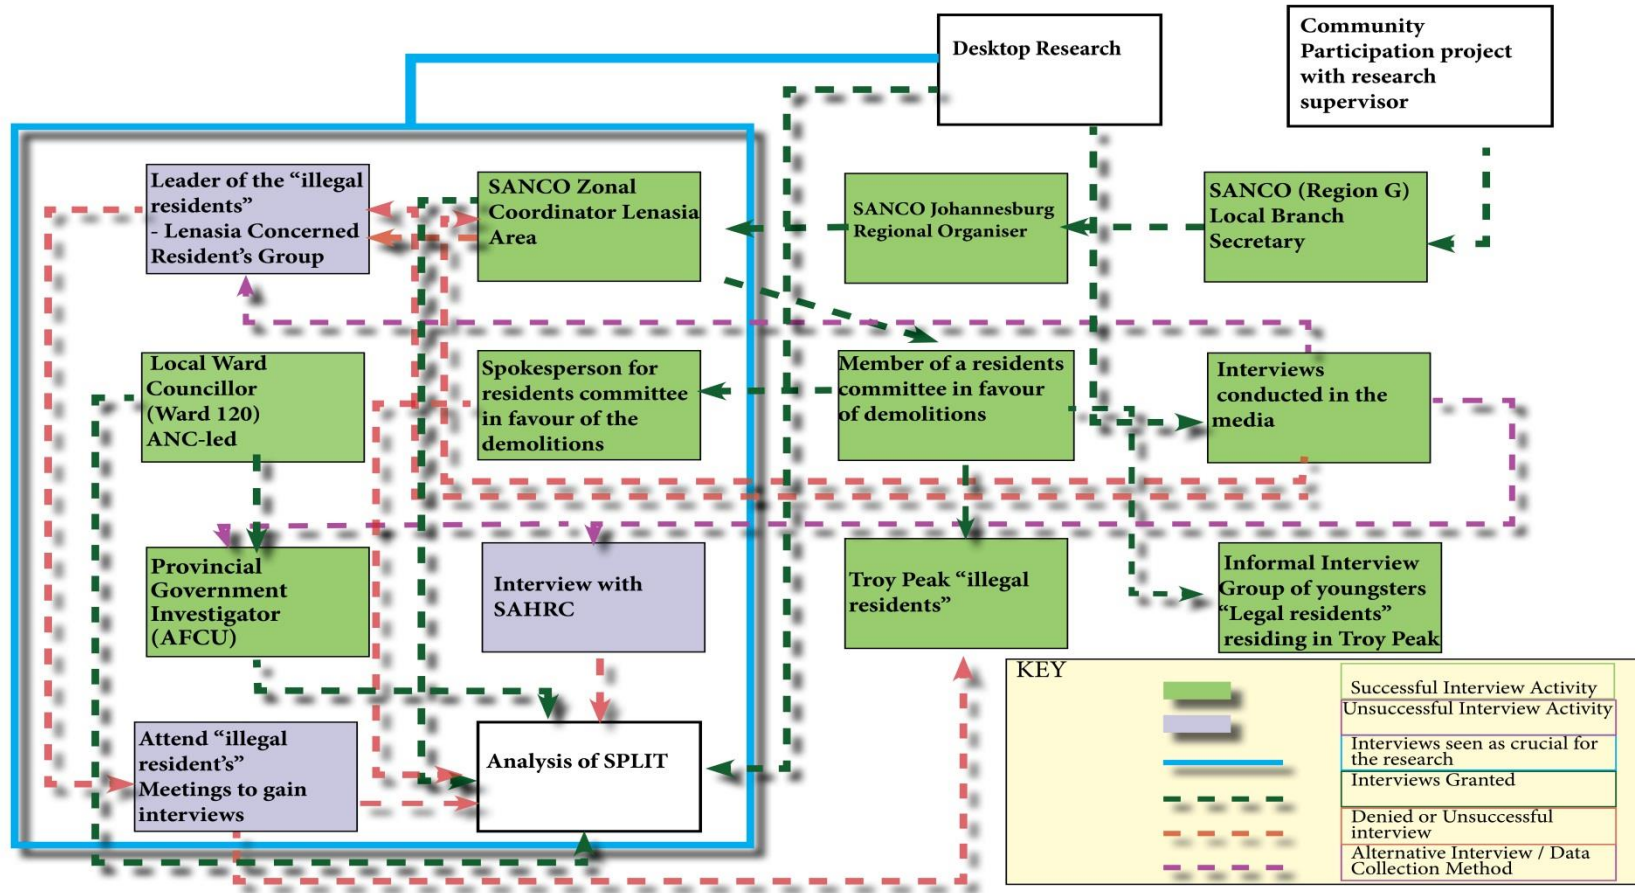 Desktop Research
Community
Participation project
with research
supervisor
Leader of the “illegal
residents”
- Lenasia Concerned
Resident’s Group
SANCO Zonal
Coordinator Lenasia
Area
SANCO Johannesburg
Regional Organiser
SANCO (Region G)
Local Branch
Secretary
Local Ward
Councillor
(Ward 120)
ANC-led
Spokesperson for
residents committee
in favour of the
demolitions
Member of a residents
committee in favour
of demolitions
Interviews
conducted in the
media
Provincial
Government
Investigator
(AFCU)
Interview with
SAHRC
Troy Peak “illegal
residents”
Informal Interview
Group of youngsters
“Legal residents”
residing in Troy Peak
Attend “illegal
resident’s”
Meetings to gain
interviews
Analysis of SPLIT
KEY
Successful Interview Activity
Unsuccessful Interview Activity
Interviews seen as crucial for
the research
Interviews Granted
Denied or Unsuccessful
interview
Alternative Interview / Data
Collection Method